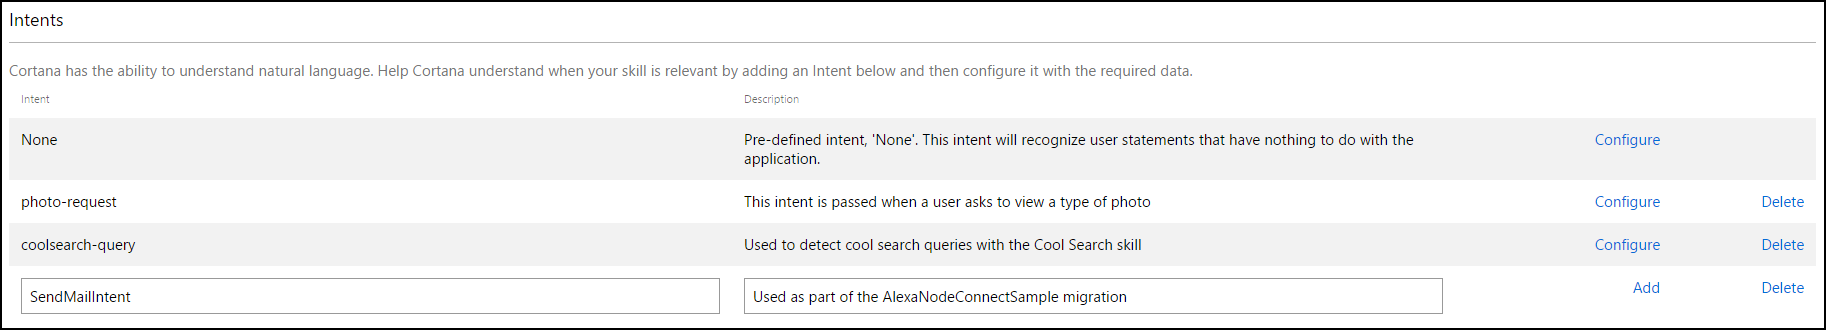 Intents
Cortana has the ability to understand natural language. Help Cortana understand when your skill is relevant by adding an Intent below and then configure it with the required data.
Intent Description
None Pre-defined intent, 'None'. This intent will recognize user statements that have nothing to do with the Configure
application.
photo-request This intent is passed when a user asks to view a type of photo Configure Delete
coolsearch-query Used to detect cool search queries with the Cool Search skill Configure Delete
SendMailIntent Used as part of the AlexaNodeConnectSample migration Add Delete